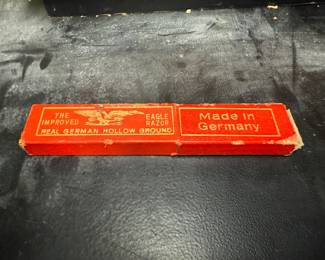 THE EAGLE
IMPROVED RAZOR
REAL GERMAN HOLLOW GROUND
Made in
Germany